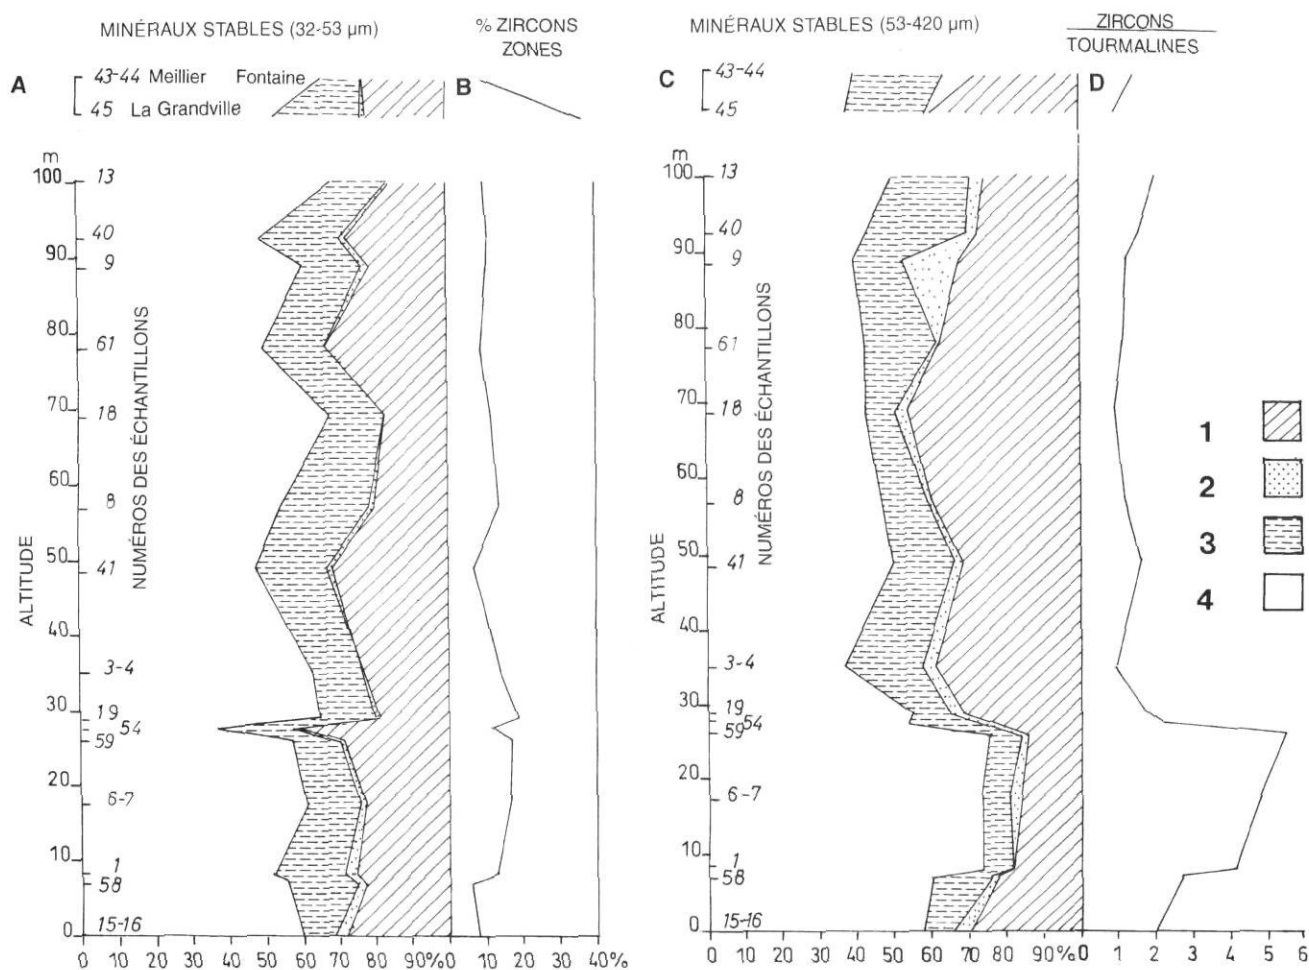 MINÉRAUX STABLES (32-53 µm)
% ZIRCONS
ZONES
MINÉRAUX STABLES (53-420 µm)
ZIRCONS
TOURMALINES
A
43-44 Meillier Fontaine
45 La Grandville
B
C
43-44
45
D
m
100
90
80
70
60
50
40
30
20
10
0
ALTITUDE
13
40
9
61
18
8
41
3-4
19
54
59
6-7
1
58
15-16
NUMÉROS DES ÉCHANTILLONS
0 10 20 30 40 50 60 70 80 90%
0 10 20 30 40%
m
100
90
80
70
60
50
40
30
20
10
0
ALTITUDE
13
40
9
61
18
8
41
3-4
19
54
59
6-7
1
58
15-16
NUMÉROS DES ÉCHANTILLONS
0 10 20 30 40 50 60 70 80 90%
0 1 2 3 4 5 6
1
2
3
4